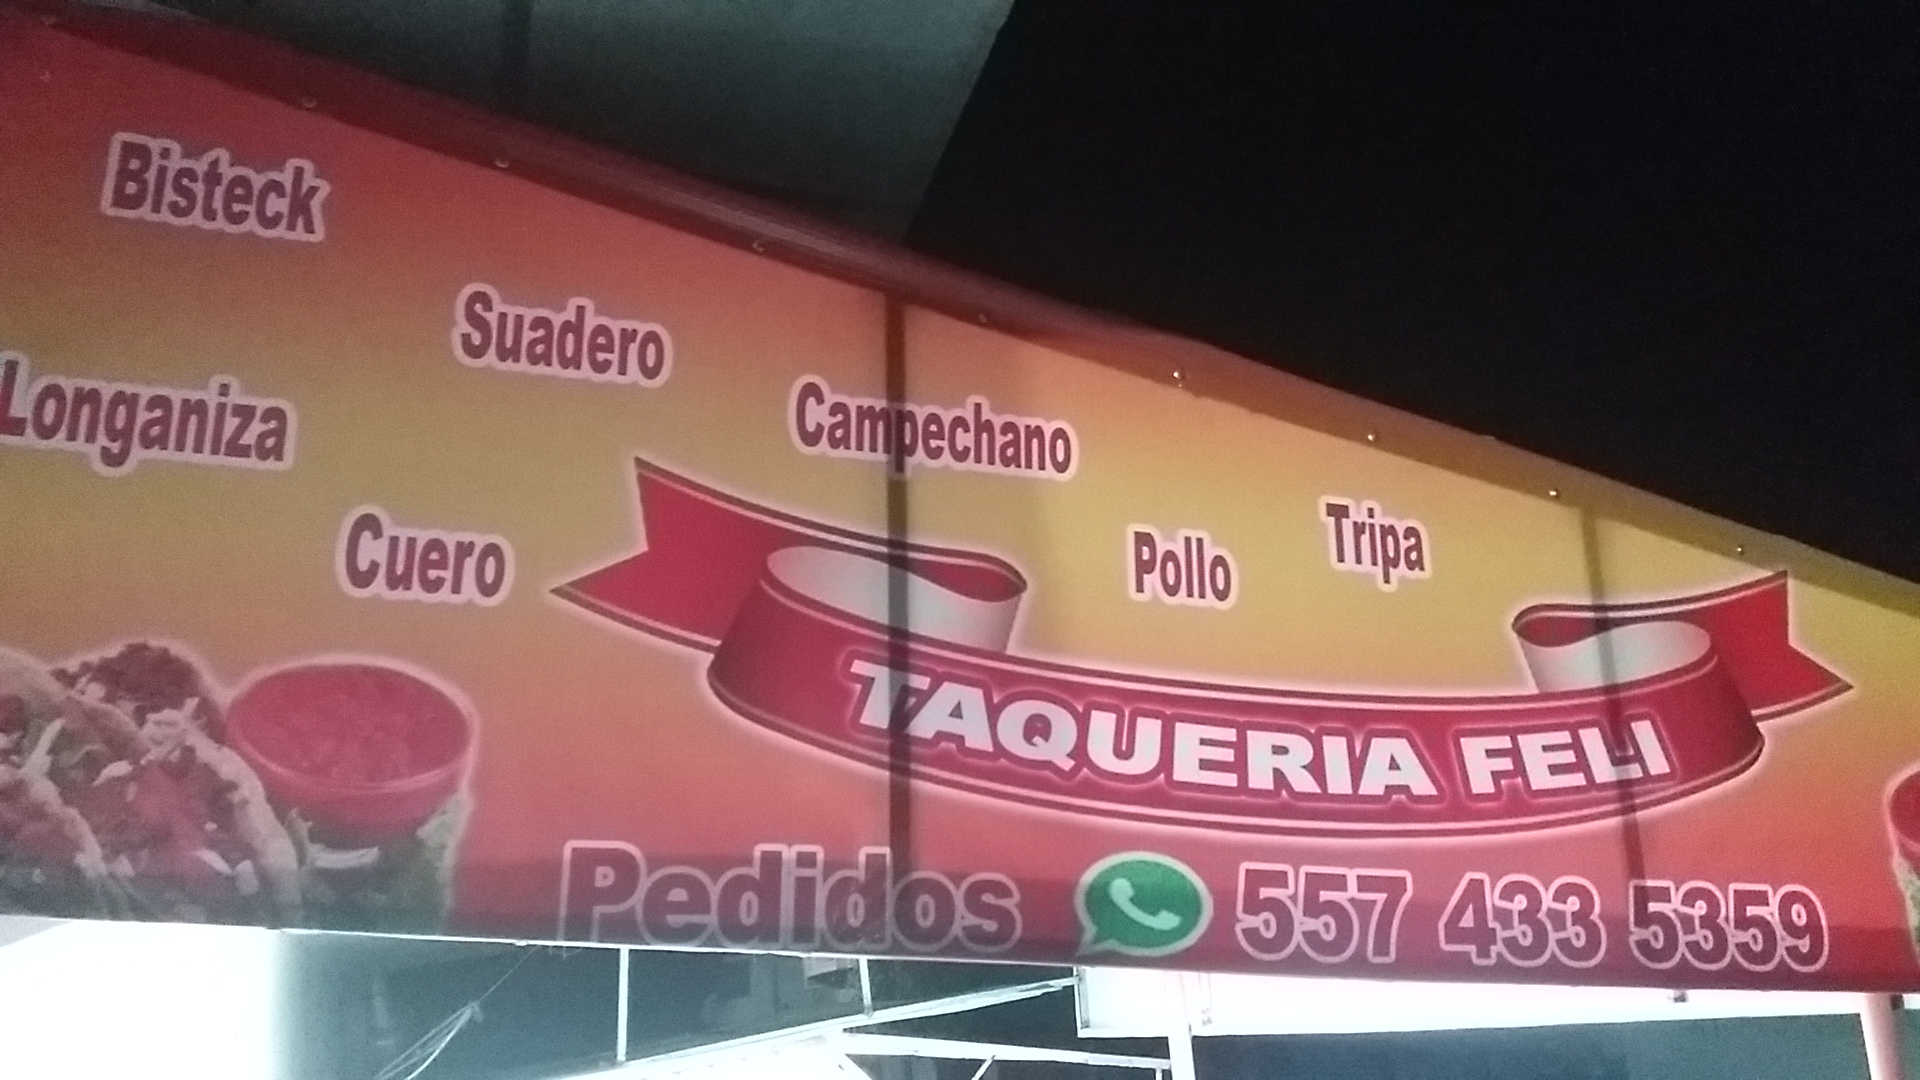 Bisteck
Suadero
Longaniza
Campechano
Cuero
Pollo
Tripa
TAQUERIA FELI
Pedidos 557 433 5359